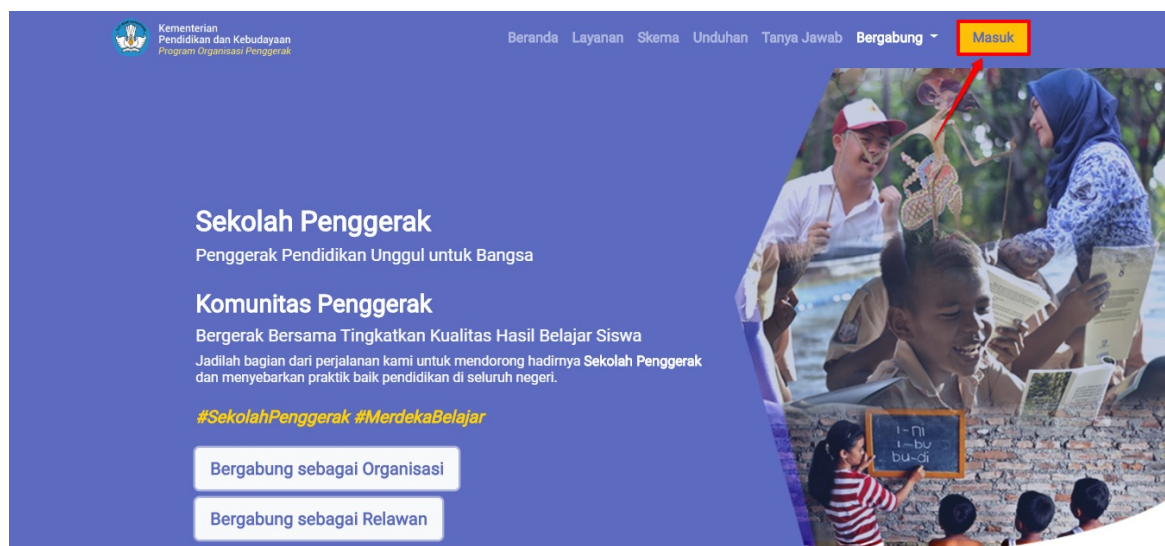 Kementerian
Pendidikan dan Kebudayaan
Program Organisasi Penggerak
Beranda Layanan Skema Unduhan Tanya Jawab Bergabung Masuk
Sekolah Penggerak
Penggerak Pendidikan Unggul untuk Bangsa
Komunitas Penggerak
Bergerak Bersama Tingkatkan Kualitas Hasil Belajar Siswa
Jadilah bagian dari perjalanan kami untuk mendorong hadirnya Sekolah Penggerak
dan menyebarkan praktik baik pendidikan di seluruh negeri.
#SekolahPenggerak #MerdekaBelajar
Bergabung sebagai Organisasi
Bergabung sebagai Relawan
i-ni
i-bu
bu-di